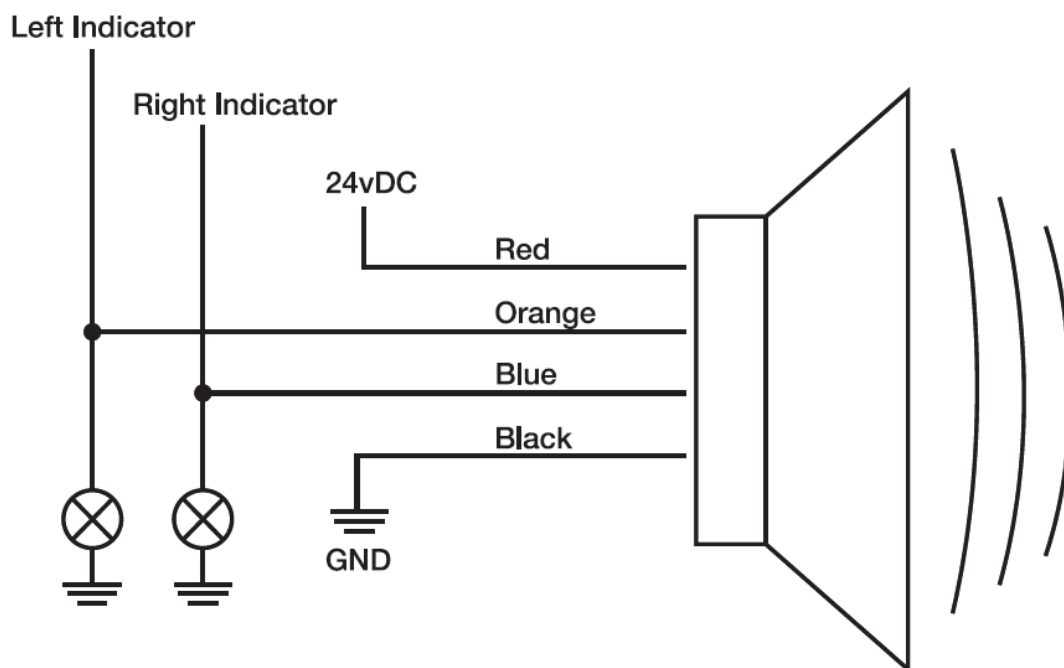 Left Indicator
Right Indicator
24vDC
Red
Orange
Blue
Black
GND